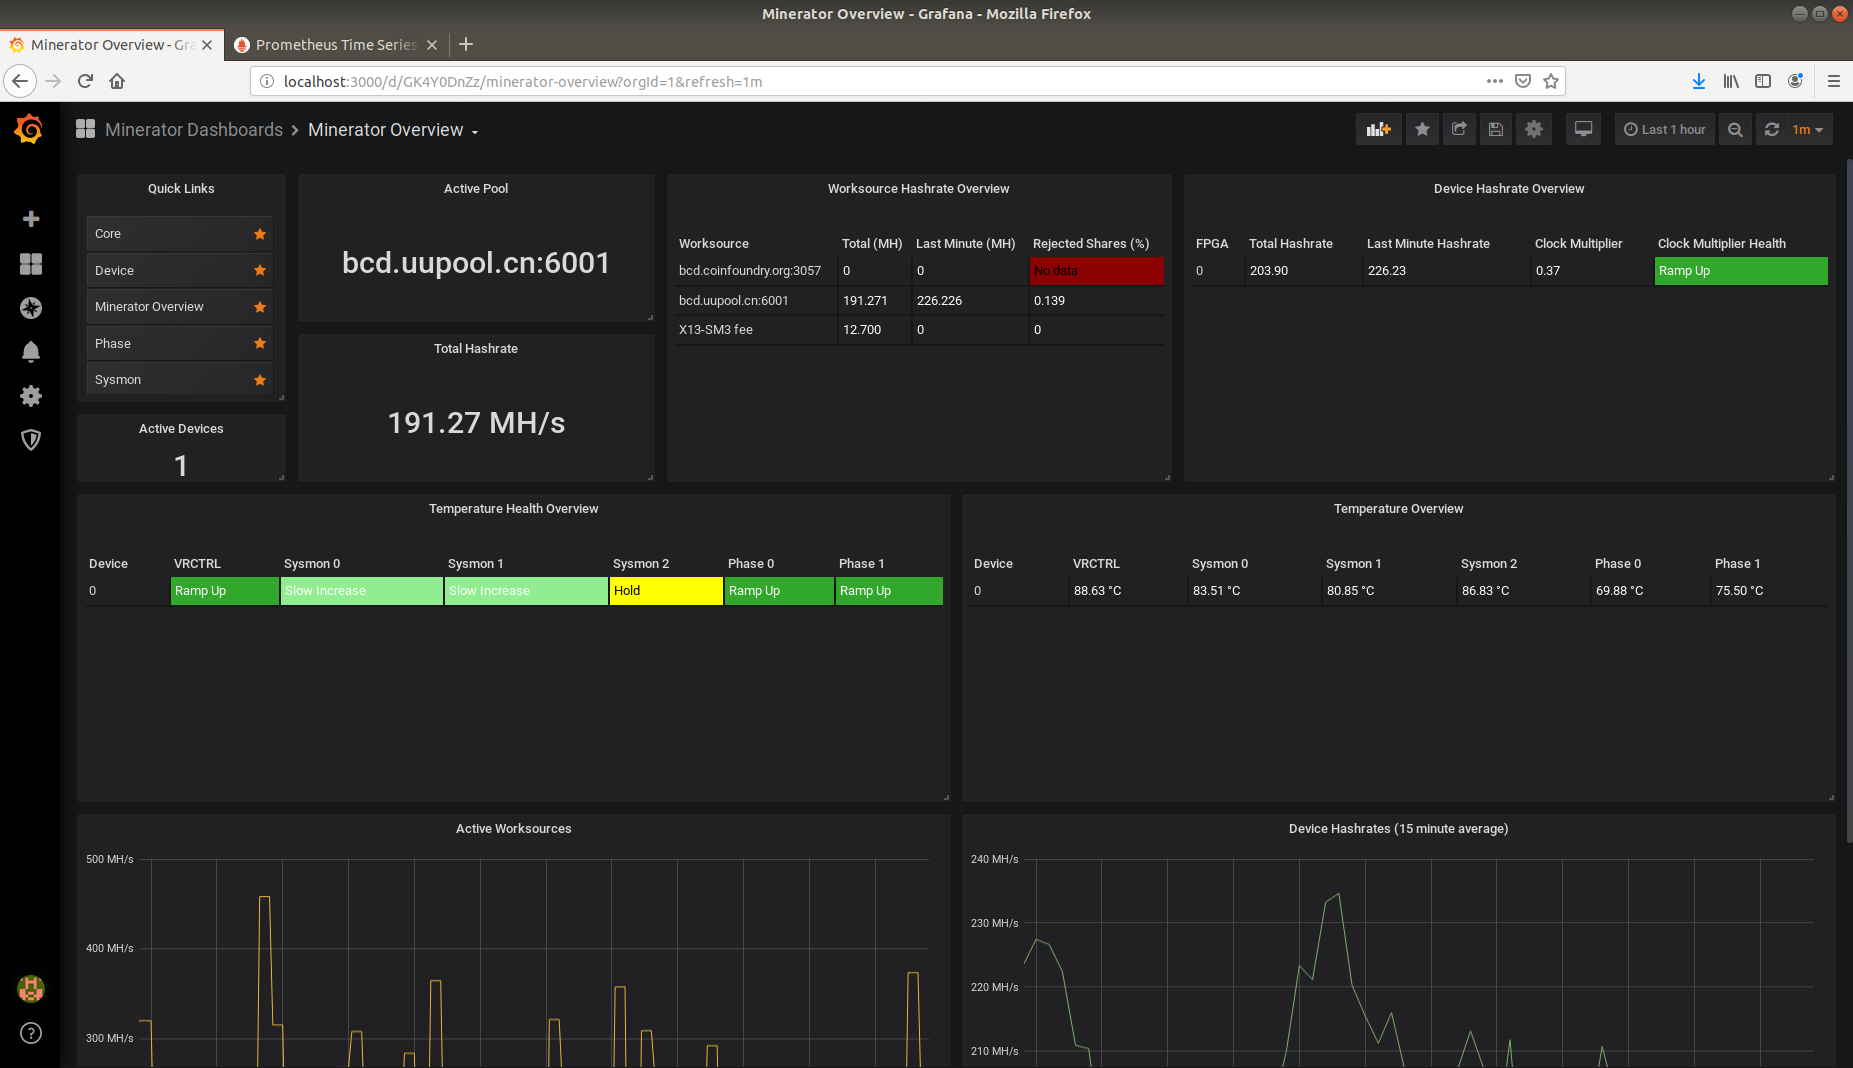 Minerator Overview - Grafana - Mozilla Firefox
Minerator Overview - Gra
Prometheus Time Series
localhost:3000/d/GK4Y0DnZz/minerator-overview?orgId=1&refresh=1m
Minerator Dashboards > Minerator Overview
Last 1 hour
1m
Quick Links
Core
Device
Minerator Overview
Phase
Sysmon
Active Devices
1
Active Pool
bcd.uupool.cn:6001
Total Hashrate
191.27 MH/s
Worksource Hashrate Overview
Worksource Total (MH) Last Minute (MH) Rejected Shares (%)
bcd.coinfoundry.org:3057 0 0 No data
bcd.uupool.cn:6001 191.271 226.226 0.139
X13-SM3 fee 12.700 0 0
Device Hashrate Overview
FPGA Total Hashrate Last Minute Hashrate Clock Multiplier Clock Multiplier Health
0 203.90 226.23 0.37 Ramp Up
Temperature Health Overview
Device VRCTRL Sysmon 0 Sysmon 1 Sysmon 2 Phase 0 Phase 1
0 Ramp Up Slow Increase Slow Increase Hold Ramp Up Ramp Up
Temperature Overview
Device VRCTRL Sysmon 0 Sysmon 1 Sysmon 2 Phase 0 Phase 1
0 88.63 °C 83.51 °C 80.85 °C 86.83 °C 69.88 °C 75.50 °C
Active Worksources
500 MH/s
400 MH/s
300 MH/s
Device Hashrates (15 minute average)
240 MH/s
230 MH/s
220 MH/s
210 MH/s